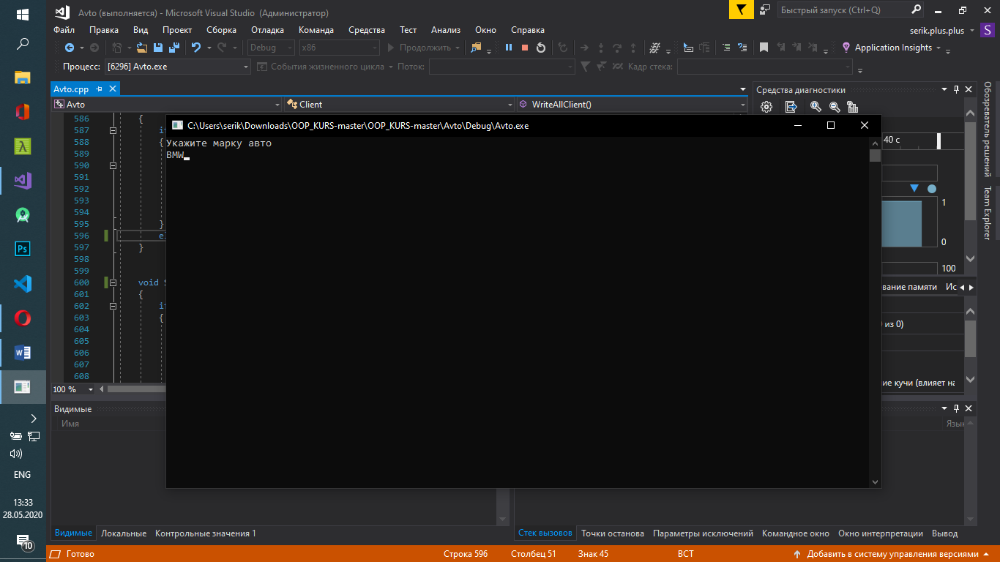 Avto (выполняется) - Microsoft Visual Studio (Администратор)
Быстрый запуск (Ctrl+Q)
Файл Правка Вид Проект Сборка Отладка Команда Средства Тест Анализ Окно Справка
serik.plus.plus S
Debug x86 Продолжить Application Insights
Процесс: [6296] Avto.exe События жизненного цикла Поток: Кадр стека:
Avto.cpp
Средства диагностики
Avto Client WriteAllClient()
C:\Users\serik\Downloads\OOP_KURS-master\OOP_KURS-master\Avto\Debug\Avto.exe
Укажите марку авто
BMW
586 {
587
588 {
589
590
591
592
593
594
595 }
596
597 }
598
599
600 void
601 {
602
603 {
604
605
606
607
608
100 %
40 с
1
0
100
ование памяти
из 0)
ие кучи (влияет на
Обозреватель решений
Team Explorer
Видимые
Имя
Язык
Видимые Локальные Контрольные значения 1
Стек вызовов Точки останова Параметры исключений Командное окно Окно интерпретации Вывод
Готово Строка 596 Столбец 51 Знак 45 ВСТ Добавить в систему управления версиями
Ps
W
ENG
13:33
28.05.2020
10